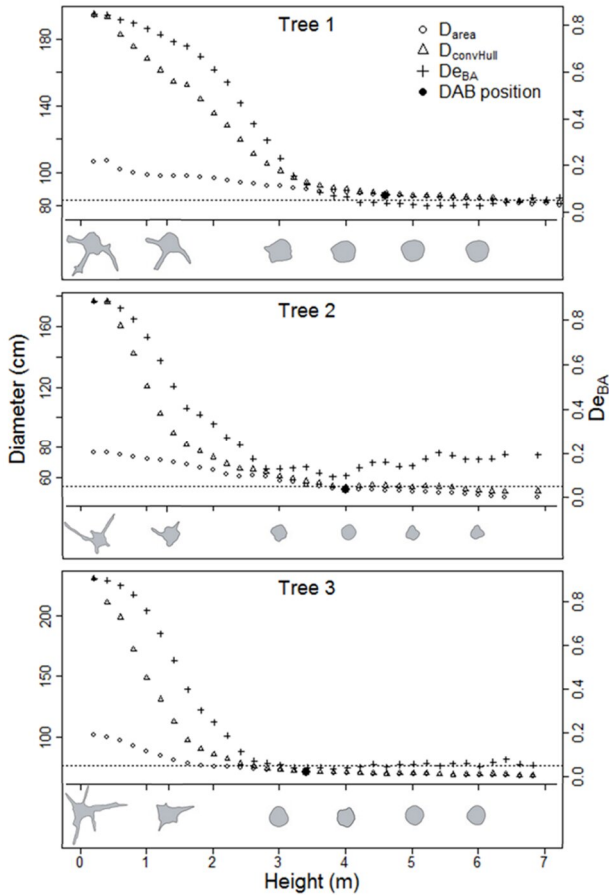 Tree 1
○ D_area
△ D_convHull
+ De_BA
● DAB position
80 100 140 180
0.0 0.2 0.4 0.6 0.8
Tree 2
60 80 120 160
0.0 0.2 0.4 0.6 0.8
Diameter (cm)
De_BA
Tree 3
100 150 200
0.0 0.2 0.4 0.6 0.8
0 1 2 3 4 5 6 7
Height (m)